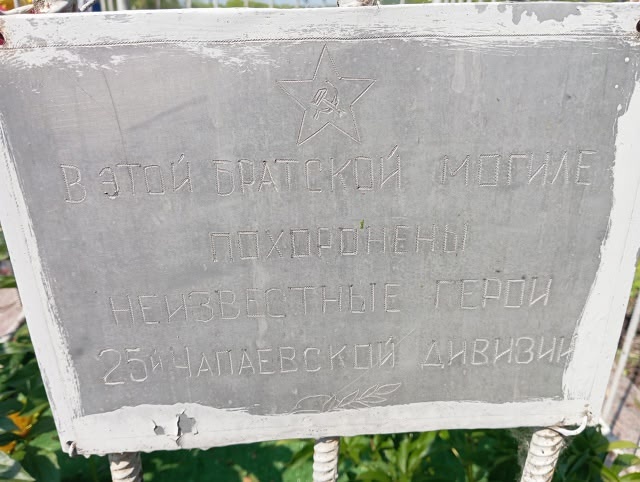 В ЭТОЙ БРАТСКОЙ МОГИЛЕ
ПОХОРОНЕНЫ
НЕИЗВЕСТНЫЕ ГЕРОИ
25й ЧАПАЕВСКОЙ ДИВИЗИИ